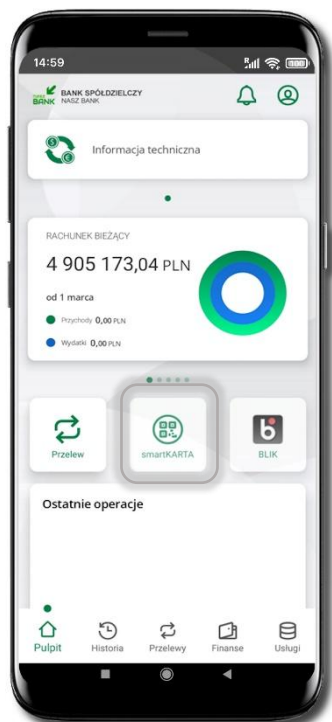 14:59
BANK SPÓŁDZIELCZY
NASZ BANK
BANK
Informacja techniczna
RACHUNEK BIEŻĄCY
4 905 173,04 PLN
od 1 marca
Przychody 0,00 PLN
Wydatki 0,00 PLN
Przelew
smartKARTA
BLIK
Ostatnie operacje
Pulpit
Historia
Przelewy
Finanse
Usługi